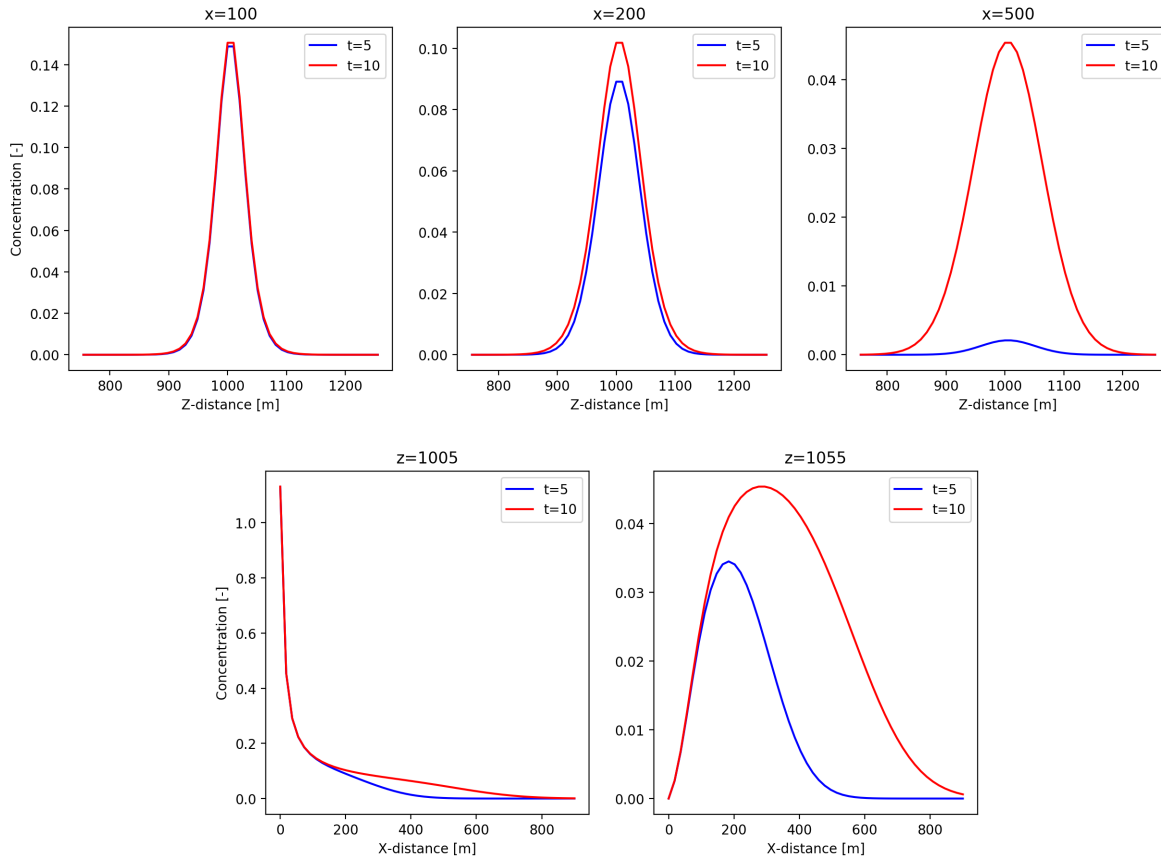 x=100
0.14
0.12
0.10
0.08
0.06
0.04
0.02
0.00
Concentration [-]
800 900 1000 1100 1200
Z-distance [m]
t=5
t=10
x=200
0.10
0.08
0.06
0.04
0.02
0.00
800 900 1000 1100 1200
Z-distance [m]
t=5
t=10
x=500
0.04
0.03
0.02
0.01
0.00
800 900 1000 1100 1200
Z-distance [m]
t=5
t=10
z=1005
1.0
0.8
0.6
0.4
0.2
0.0
Concentration [-]
0 200 400 600 800
X-distance [m]
t=5
t=10
z=1055
0.04
0.03
0.02
0.01
0.00
0 200 400 600 800
X-distance [m]
t=5
t=10